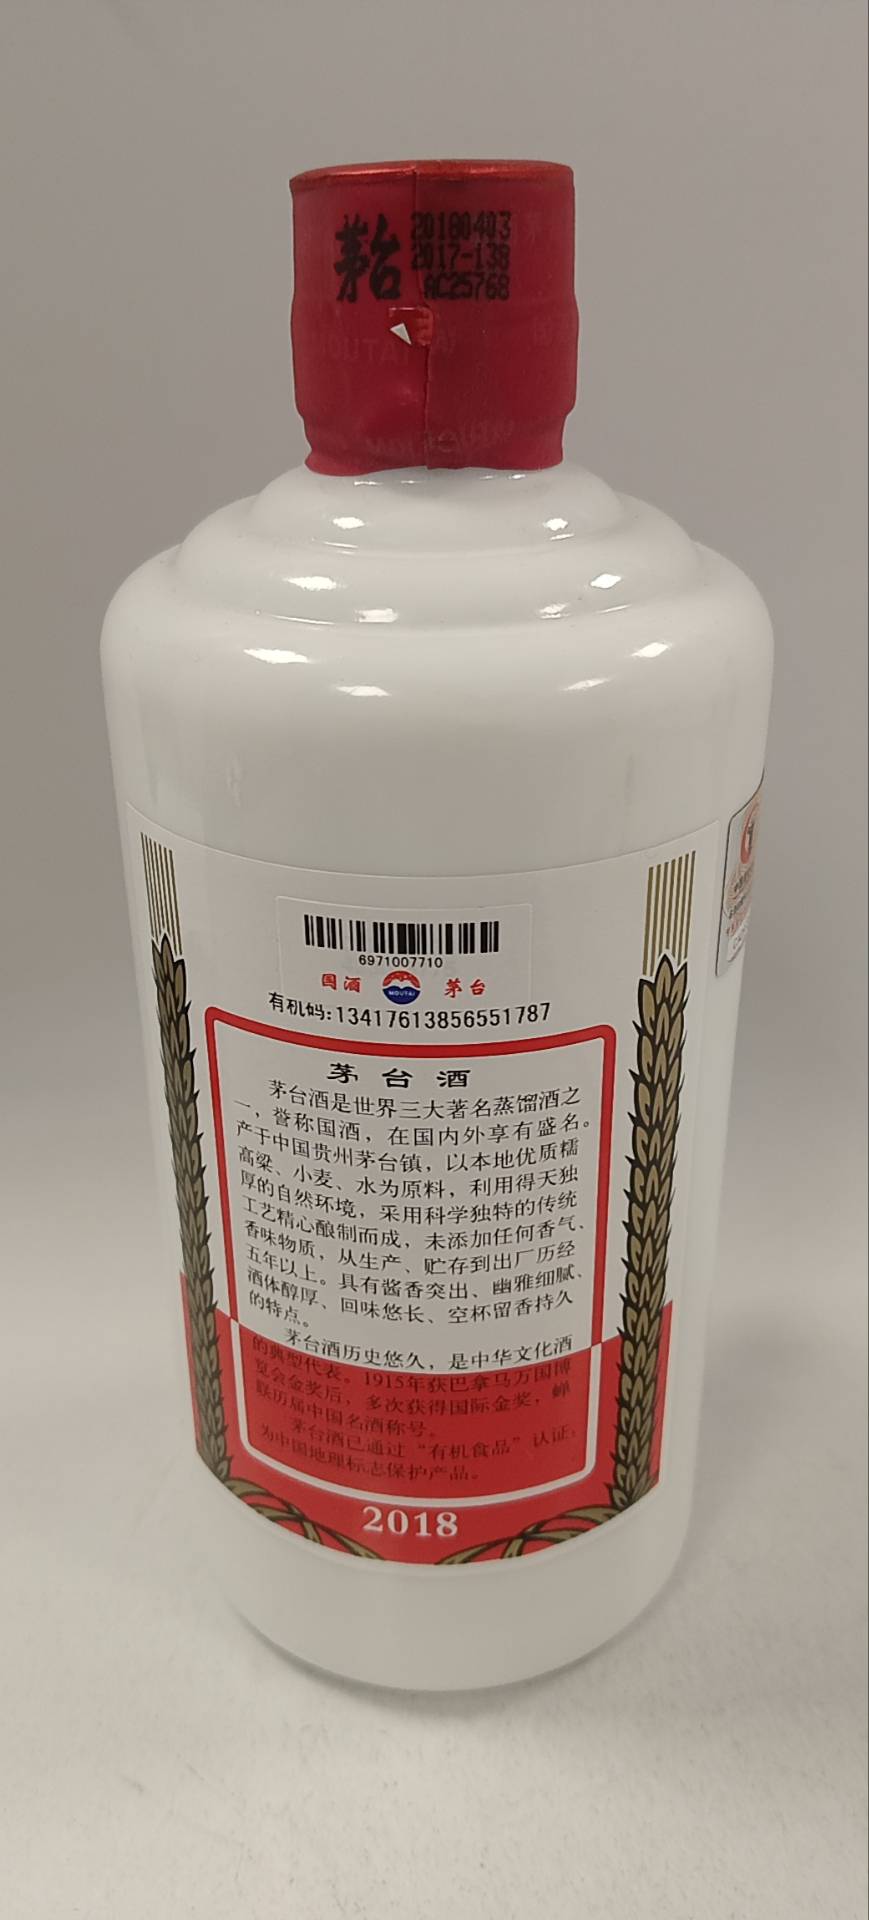 茅台
20180403
2017-138
AC25768
6971007710
国酒 MOUTAI 茅台
有机码:13417613856551787
茅台酒
茅台酒是世界三大著名蒸馏酒之
一，誉称国酒，在国内外享有盛名。
产于中国贵州茅台镇，以本地优质糯
高粱、小麦、水为原料，利用得天独
厚的自然环境，采用科学独特的传统
工艺精心酿制而成，未添加任何香气、
香味物质，从生产、贮存到出厂历经
五年以上。具有酱香突出、幽雅细腻、
酒体醇厚、回味悠长、空杯留香持久
的特点。
茅台酒历史悠久，是中华文化酒
的典型代表。1915年获巴拿马万国博
览会金奖后，多次获得国际金奖，蝉
联历届中国名酒称号。
茅台酒已通过“有机食品”认证；
为中国地理标志保护产品。
2018